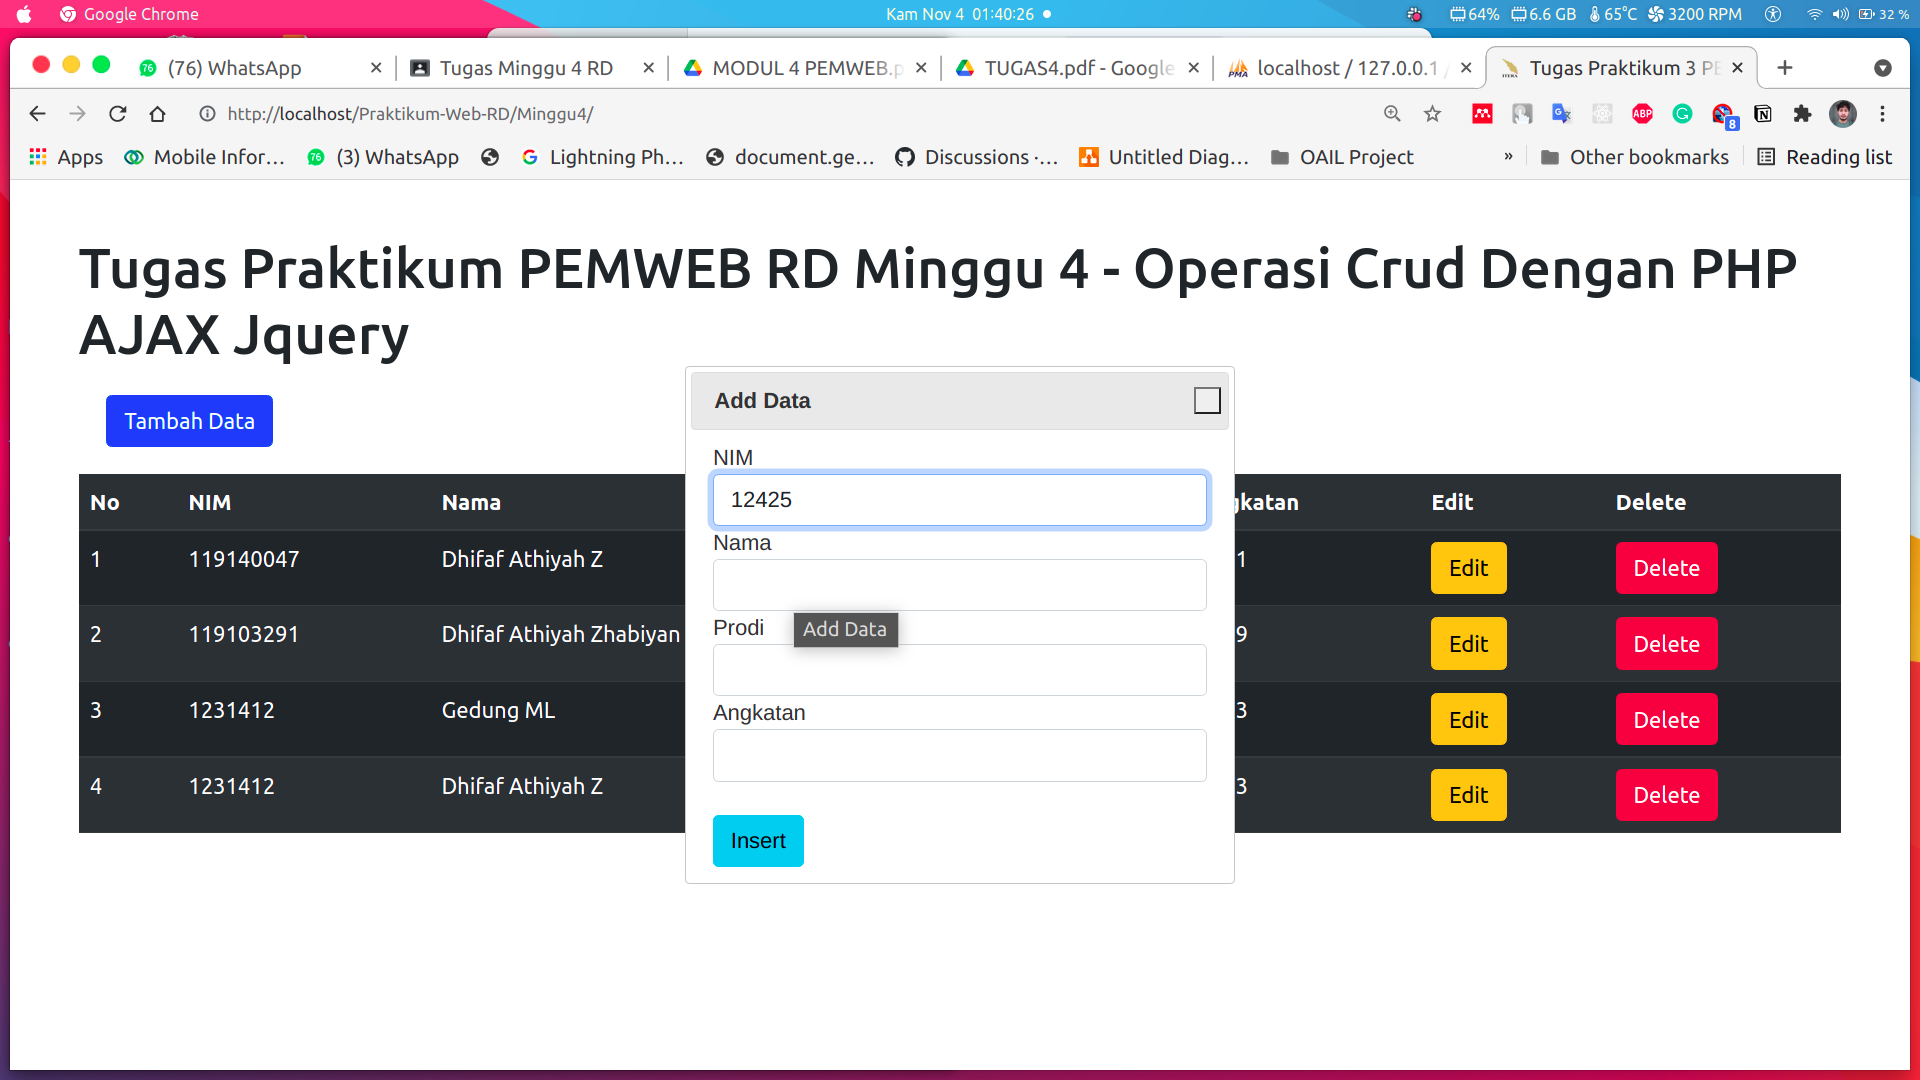 Google Chrome
Kam Nov 4 01:40:26
64% 6.6 GB 65°C 3200 RPM 32 %
(76) WhatsApp
Tugas Minggu 4 RD
MODUL 4 PEMWEB.p
TUGAS4.pdf - Google
localhost / 127.0.0.1 /
Tugas Praktikum 3 PE
http://localhost/Praktikum-Web-RD/Minggu4/
ABP
8
Apps
Mobile Infor…
(3) WhatsApp
Lightning Ph…
document.ge…
Discussions ·…
Untitled Diag…
OAIL Project
»
Other bookmarks
Reading list
Tugas Praktikum PEMWEB RD Minggu 4 - Operasi Crud Dengan PHP
AJAX Jquery
Tambah Data
No NIM Nama gkatan Edit Delete
1 119140047 Dhifaf Athiyah Z 1 Edit Delete
2 119103291 Dhifaf Athiyah Zhabiyan 9 Edit Delete
3 1231412 Gedung ML 3 Edit Delete
4 1231412 Dhifaf Athiyah Z 3 Edit Delete
Add Data
NIM
12425
Nama
Prodi
Add Data
Angkatan
Insert